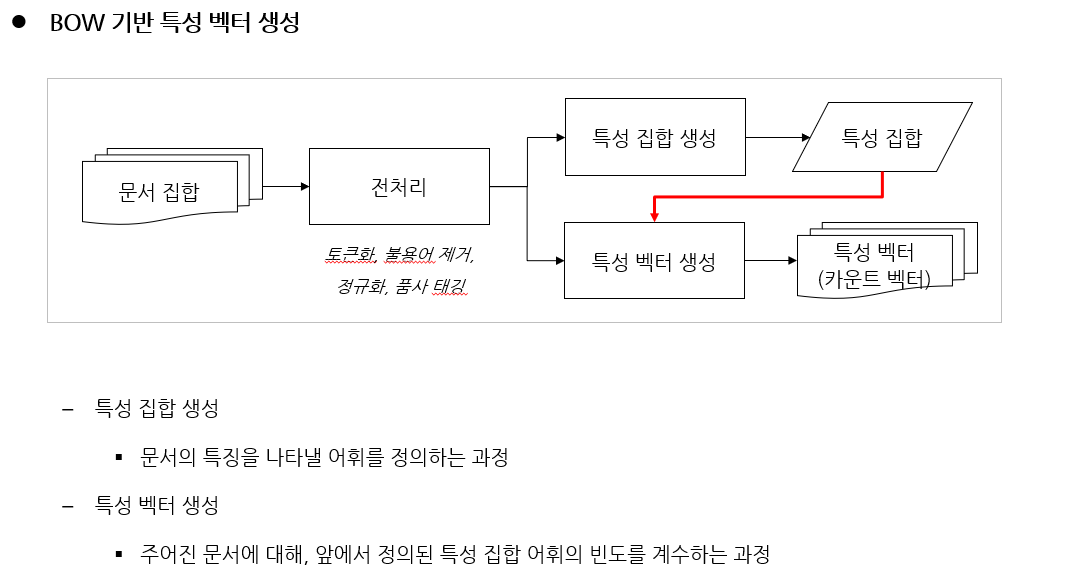 ● BOW 기반 특성 벡터 생성
문서 집합
전처리
토큰화, 불용어 제거,
정규화, 품사 태깅
특성 집합 생성
특성 집합
특성 벡터 생성
특성 벡터
(카운트 벡터)
– 특성 집합 생성
▪ 문서의 특징을 나타낼 어휘를 정의하는 과정
– 특성 벡터 생성
▪ 주어진 문서에 대해, 앞에서 정의된 특성 집합 어휘의 빈도를 계수하는 과정